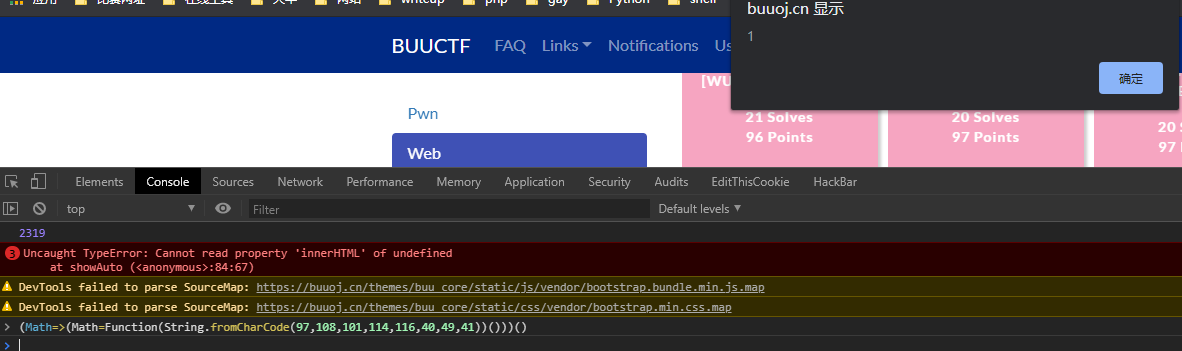 应用 比赛网址 在线工具 大半 网站 writeup php gay Python shell
buuoj.cn 显示
1
确定
BUUCTF FAQ Links Notifications Us
[WU
Pwn
Web
21 Solves
96 Points
20 Solves
97 Points
20 S
97 P
Elements Console Sources Network Performance Memory Application Security Audits EditThisCookie HackBar
top Filter Default levels
2319
3 Uncaught TypeError: Cannot read property 'innerHTML' of undefined
at showAuto (<anonymous>:84:67)
DevTools failed to parse SourceMap: https://buuoj.cn/themes/buu_core/static/js/vendor/bootstrap.bundle.min.js.map
DevTools failed to parse SourceMap: https://buuoj.cn/themes/buu_core/static/css/vendor/bootstrap.min.css.map
> (Math=>(Math=Function(String.fromCharCode(97,108,101,114,116,40,49,41))()))()
>